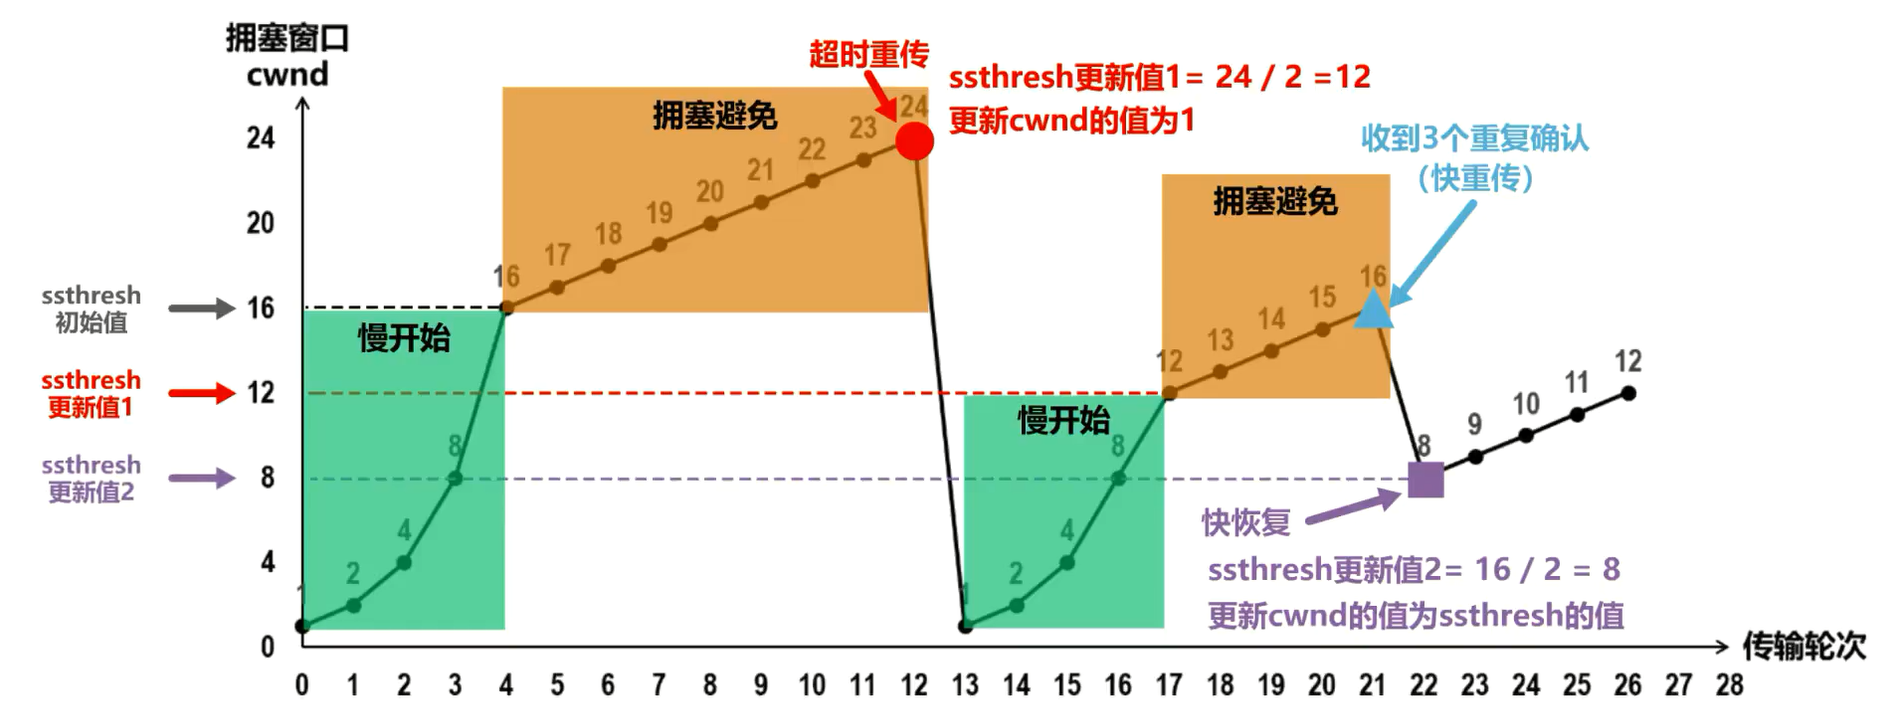 拥塞窗口
cwnd
超时重传
ssthresh更新值1= 24 / 2 =12
更新cwnd的值为1
拥塞避免
收到3个重复确认
（快重传）
拥塞避免
24
20
16
12
8
4
0
ssthresh
初始值
ssthresh
更新值1
ssthresh
更新值2
慢开始
1
2
4
8
16
17
18
19
20
21
22
23
24
慢开始
1
2
4
8
12
13
14
15
16
8
9
10
11
12
快恢复
ssthresh更新值2= 16 / 2 = 8
更新cwnd的值为ssthresh的值
传输轮次
0 1 2 3 4 5 6 7 8 9 10 11 12 13 14 15 16 17 18 19 20 21 22 23 24 25 26 27 28